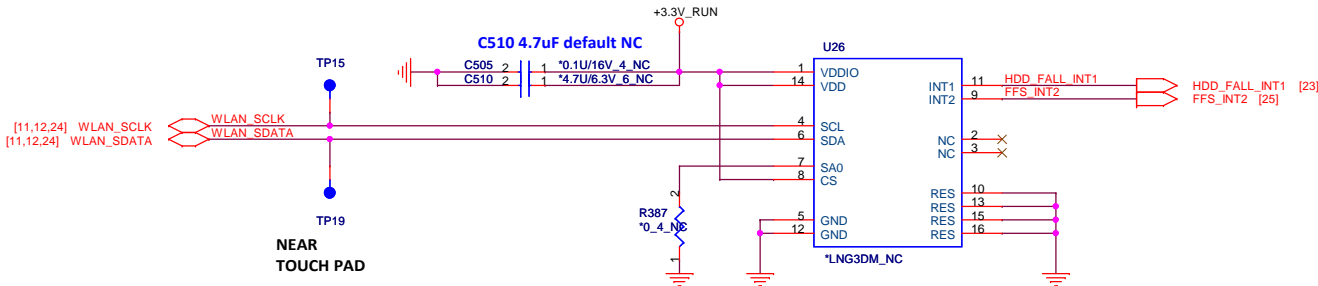 +3.3V_RUN
C510 4.7uF default NC
U26
TP15
C505 2 1 *0.1U/16V_4_NC
C510 2 1 *4.7U/6.3V_6_NC
1 VDDIO
14 VDD
INT1 11 HDD_FALL_INT1 HDD_FALL_INT1 [23]
INT2 9 FFS_INT2 FFS_INT2 [25]
[11,12,24] WLAN_SCLK WLAN_SCLK 4 SCL
[11,12,24] WLAN_SDATA WLAN_SDATA 6 SDA
NC 2
NC 3
7 SA0
8 CS
RES 10
RES 13
RES 15
RES 16
2
R387
*0_4_NC
1
5 GND
12 GND
TP19
NEAR
TOUCH PAD
*LNG3DM_NC